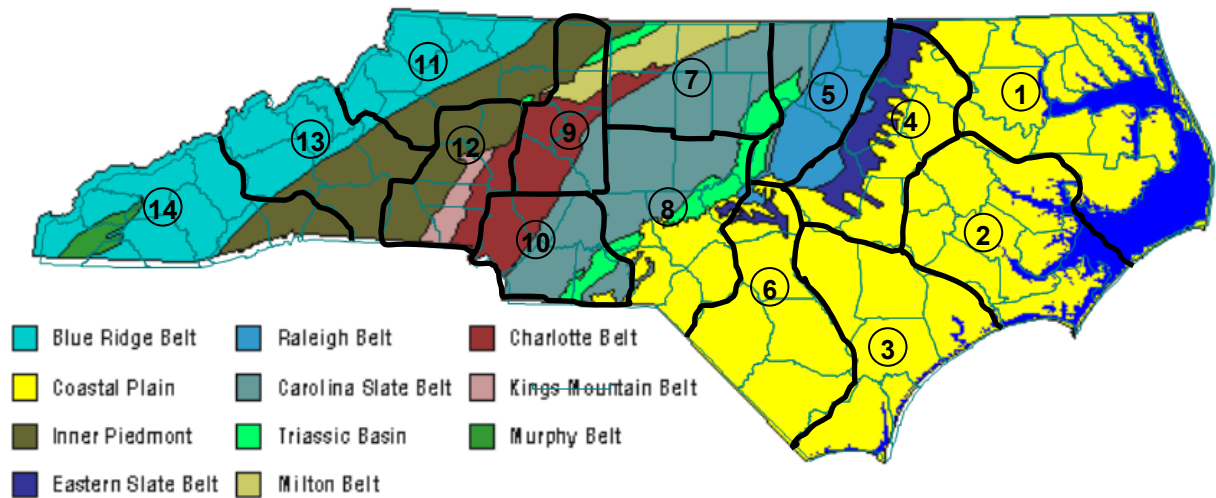 1
11
7
5
4
9
13
12
14
8
2
10
6
3
Blue Ridge Belt
Raleigh Belt
Charlotte Belt
Coastal Plain
Carolina Slate Belt
Kings Mountain Belt
Inner Piedmont
Triassic Basin
Murphy Belt
Eastern Slate Belt
Milton Belt